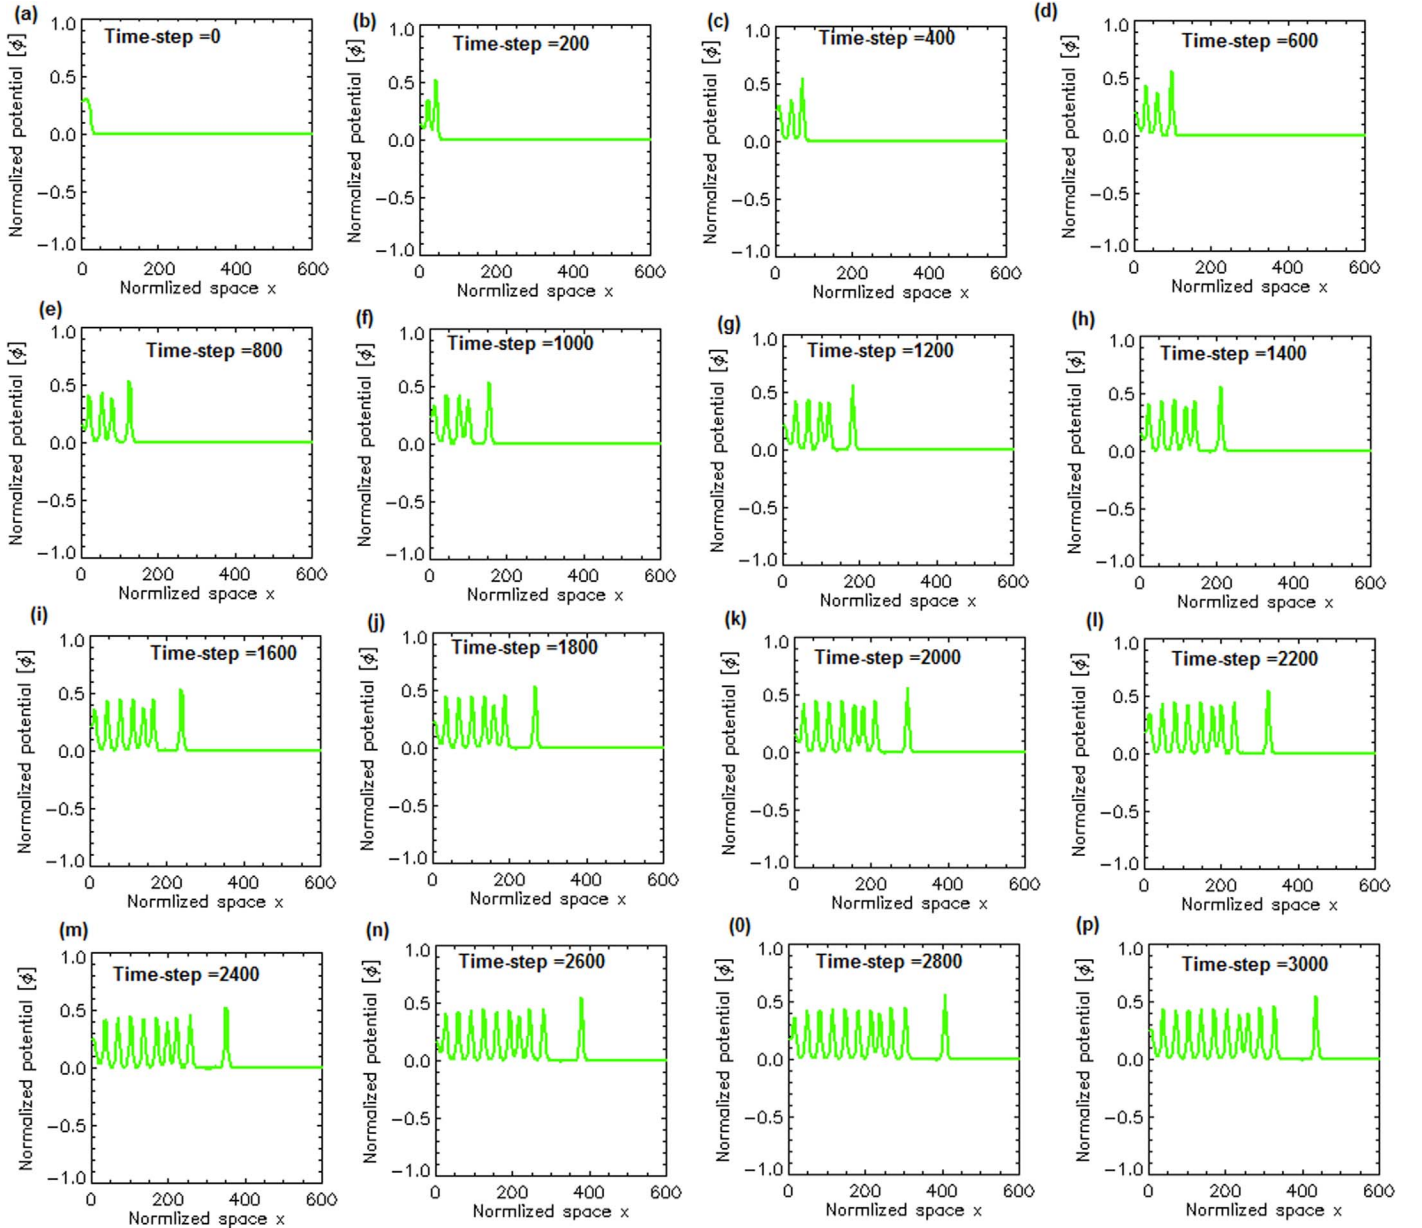 (a)
Time-step =0
Normalized potential [ϕ]
1.0
0.5
0.0
−0.5
−1.0
0 200 400 600
Normlized space x
(b)
Time-step =200
Normalized potential [ϕ]
1.0
0.5
0.0
−0.5
−1.0
0 200 400 600
Normlized space x
(c)
Time-step =400
Normalized potential [ϕ]
1.0
0.5
0.0
−0.5
−1.0
0 200 400 600
Normlized space x
(d)
Time-step =600
Normalized potential [ϕ]
1.0
0.5
0.0
−0.5
−1.0
0 200 400 600
Normlized space x
(e)
Time-step =800
Normalized potential [ϕ]
1.0
0.5
0.0
−0.5
−1.0
0 200 400 600
Normlized space x
(f)
Time-step =1000
Normalized potential [ϕ]
1.0
0.5
0.0
−0.5
−1.0
0 200 400 600
Normlized space x
(g)
Time-step =1200
Normalized potential [ϕ]
1.0
0.5
0.0
−0.5
−1.0
0 200 400 600
Normlized space x
(h)
Time-step =1400
Normalized potential [ϕ]
1.0
0.5
0.0
−0.5
−1.0
0 200 400 600
Normlized space x
(i)
Time-step =1600
Normalized potential [ϕ]
1.0
0.5
0.0
−0.5
−1.0
0 200 400 600
Normlized space x
(j)
Time-step =1800
Normalized potential [ϕ]
1.0
0.5
0.0
−0.5
−1.0
0 200 400 600
Normlized space x
(k)
Time-step =2000
Normalized potential [ϕ]
1.0
0.5
0.0
−0.5
−1.0
0 200 400 600
Normlized space x
(l)
Time-step =2200
Normalized potential [ϕ]
1.0
0.5
0.0
−0.5
−1.0
0 200 400 600
Normlized space x
(m)
Time-step =2400
Normalized potential [ϕ]
1.0
0.5
0.0
−0.5
−1.0
0 200 400 600
Normlized space x
(n)
Time-step =2600
Normalized potential [ϕ]
1.0
0.5
0.0
−0.5
−1.0
0 200 400 600
Normlized space x
(0)
Time-step =2800
Normalized potential [ϕ]
1.0
0.5
0.0
−0.5
−1.0
0 200 400 600
Normlized space x
(p)
Time-step =3000
Normalized potential [ϕ]
1.0
0.5
0.0
−0.5
−1.0
0 200 400 600
Normlized space x